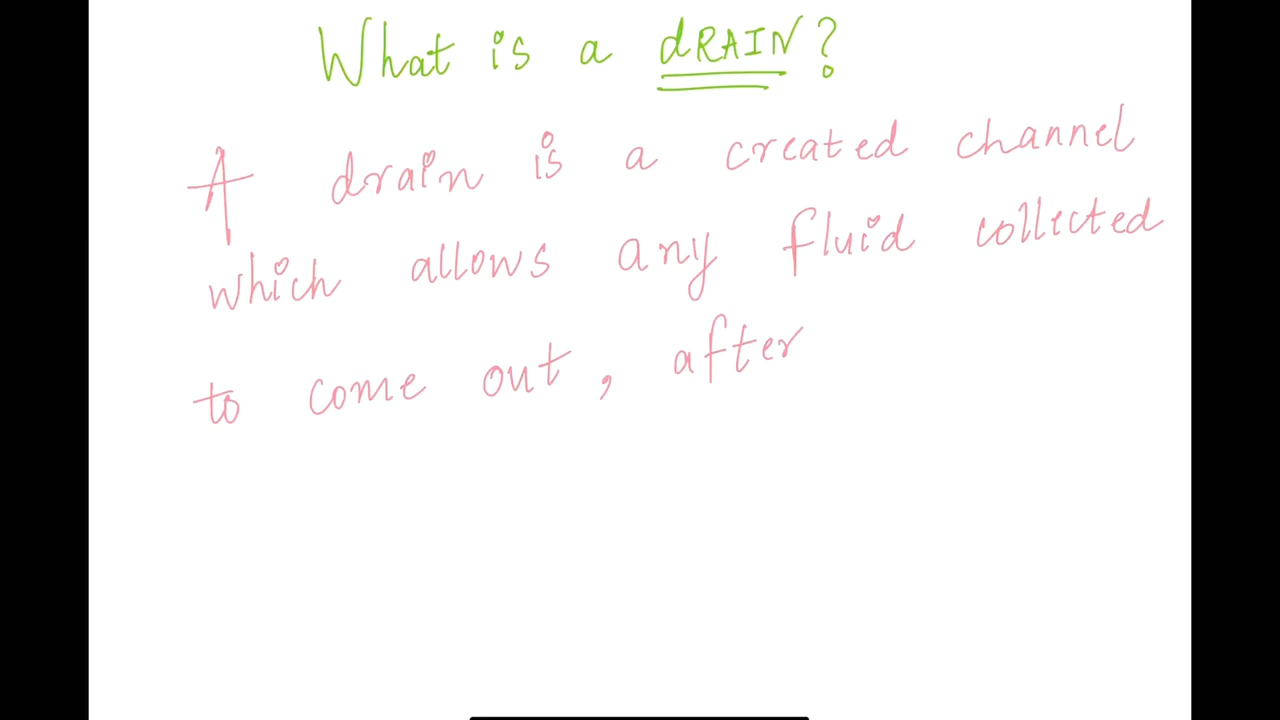 What is a dRAIN?
A drain is a created channel
which allows any fluid collected
to come out, after